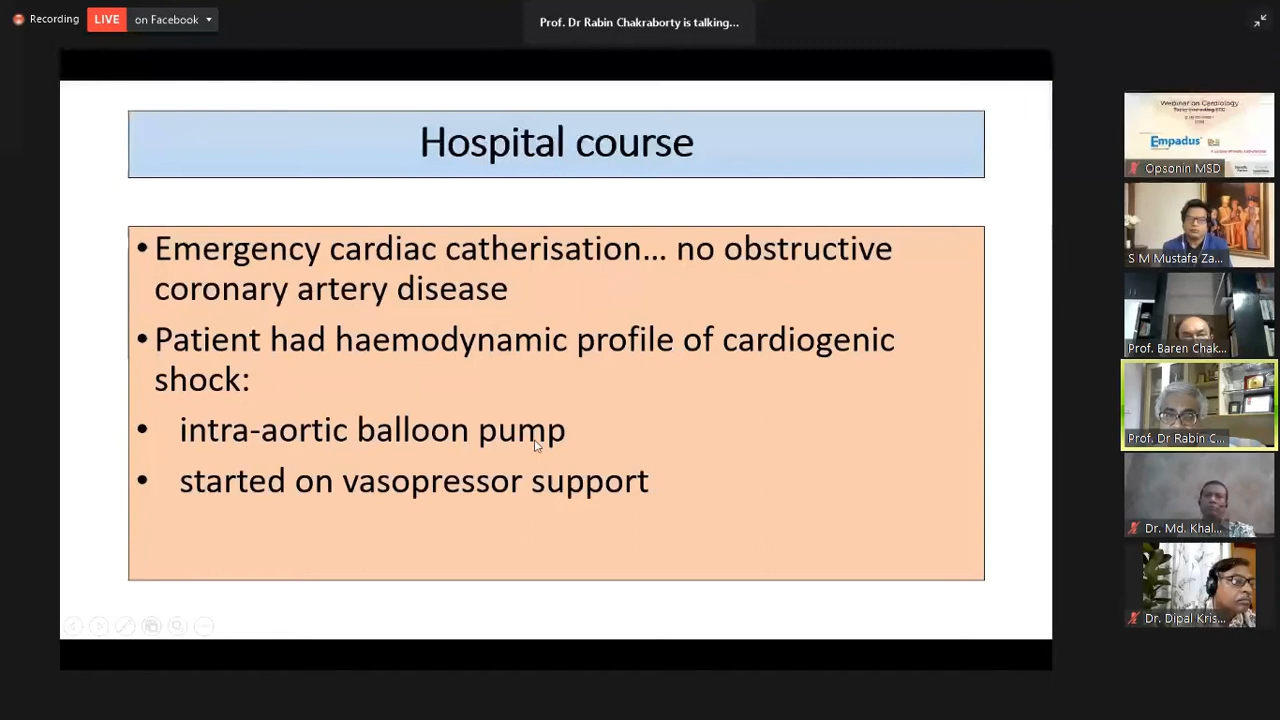 Recording
LIVE on Facebook
Prof. Dr Rabin Chakraborty is talking...
Hospital course
• Emergency cardiac catherisation... no obstructive
coronary artery disease
• Patient had haemodynamic profile of cardiogenic
shock:
• intra-aortic balloon pump
• started on vasopressor support
Webinar on Cardiology
Empadus
Opsonin MSD
S M Mustafa Za...
Prof. Baren Chak...
Prof. Dr Rabin C...
Dr. Md. Khal...
Dr. Dipal Kris...